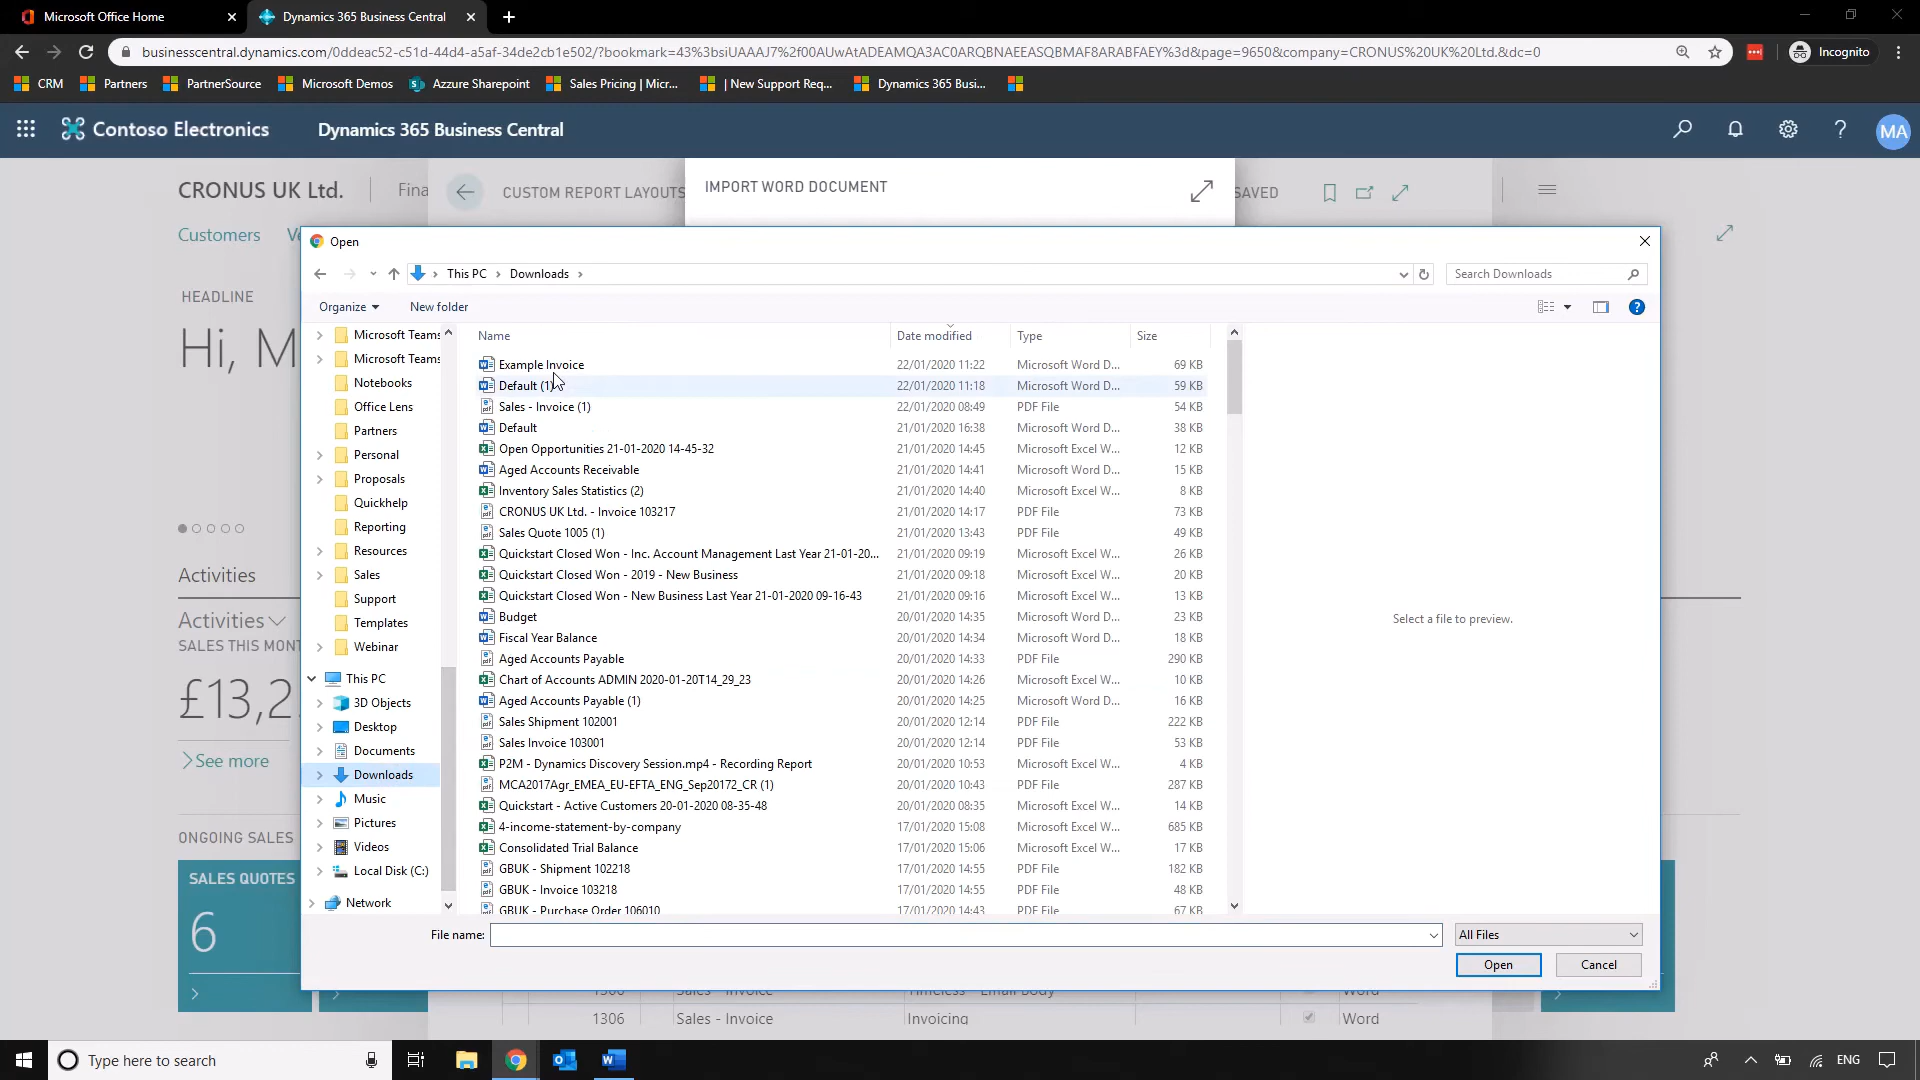 Microsoft Office Home
Dynamics 365 Business Central
businesscentral.dynamics.com/0ddeac52-c51d-44d4-a5af-34de2cb1e502/?bookmark=43%3bsiUAAAJ7%2f00AUwAtADEAMQA3AC0ARQBNAEEASQBMAF8ARABFAEY%3d&page=9650&company=CRONUS%20UK%20Ltd.&dc=0
Incognito
CRM
Partners
PartnerSource
Microsoft Demos
Azzure Sharepoint
Sales Pricing | Micr...
| New Support Req...
Dynamics 365 Busi...
Contoso Electronics
Dynamics 365 Business Central
MA
CRONUS UK Ltd.
Fina
CUSTOM REPORT LAYOUTS
IMPORT WORD DOCUMENT
SAVED
Customers
Ve
HEADLINE
Hi, M
Activities
Activities
SALES THIS MONT
£13,2
See more
ONGOING SALES
SALES QUOTES
6
Open
This PC
Downloads
Search Downloads
Organize
New folder
Microsoft Teams
Microsoft Teams
Notebooks
Office Lens
Partners
Personal
Proposals
Quickhelp
Reporting
Resources
Sales
Support
Templates
Webinar
This PC
3D Objects
Desktop
Documents
Downloads
Music
Pictures
Videos
Local Disk (C:)
Network
Name Date modified Type Size
Example Invoice 22/01/2020 11:22 Microsoft Word D... 69 KB
Default (1) 22/01/2020 11:18 Microsoft Word D... 59 KB
Sales - Invoice (1) 22/01/2020 08:49 PDF File 54 KB
Default 21/01/2020 16:38 Microsoft Word D... 38 KB
Open Opportunities 21-01-2020 14-45-32 21/01/2020 14:45 Microsoft Excel W... 12 KB
Aged Accounts Receivable 21/01/2020 14:41 Microsoft Word D... 15 KB
Inventory Sales Statistics (2) 21/01/2020 14:40 Microsoft Excel W... 8 KB
CRONUS UK Ltd. - Invoice 103217 21/01/2020 14:17 PDF File 73 KB
Sales Quote 1005 (1) 21/01/2020 13:43 PDF File 49 KB
Quickstart Closed Won - Inc. Account Management Last Year 21-01-20... 21/01/2020 09:19 Microsoft Excel W... 26 KB
Quickstart Closed Won - 2019 - New Business 21/01/2020 09:18 Microsoft Excel W... 20 KB
Quickstart Closed Won - New Business Last Year 21-01-2020 09-16-43 21/01/2020 09:16 Microsoft Excel W... 13 KB
Budget 20/01/2020 14:35 Microsoft Word D... 23 KB
Fiscal Year Balance 20/01/2020 14:34 Microsoft Word D... 18 KB
Aged Accounts Payable 20/01/2020 14:33 PDF File 290 KB
Chart of Accounts ADMIN 2020-01-20T14_29_23 20/01/2020 14:26 Microsoft Excel W... 10 KB
Aged Accounts Payable (1) 20/01/2020 14:25 Microsoft Word D... 16 KB
Sales Shipment 102001 20/01/2020 12:14 PDF File 222 KB
Sales Invoice 103001 20/01/2020 12:14 PDF File 53 KB
P2M - Dynamics Discovery Session.mp4 - Recording Report 20/01/2020 10:53 Microsoft Excel W... 4 KB
MCA2017Agr_EMEA_EU-EFTA_ENG_Sep20172_CR (1) 20/01/2020 10:43 PDF File 287 KB
Quickstart - Active Customers 20-01-2020 08-35-48 20/01/2020 08:35 Microsoft Excel W... 14 KB
4-income-statement-by-company 17/01/2020 15:08 Microsoft Excel W... 685 KB
Consolidated Trial Balance 17/01/2020 15:06 Microsoft Excel W... 17 KB
GBUK - Shipment 102218 17/01/2020 14:55 PDF File 182 KB
GBUK - Invoice 103218 17/01/2020 14:55 PDF File 48 KB
GBUK - Purchase Order 106010 17/01/2020 14:43 PDF File 67 KB
Select a file to preview.
File name:
All Files
Open
Cancel
1306 Sales - Invoice Timeless - Email Body Word
1306 Sales - Invoice Invoicing Word
Type here to search
ENG